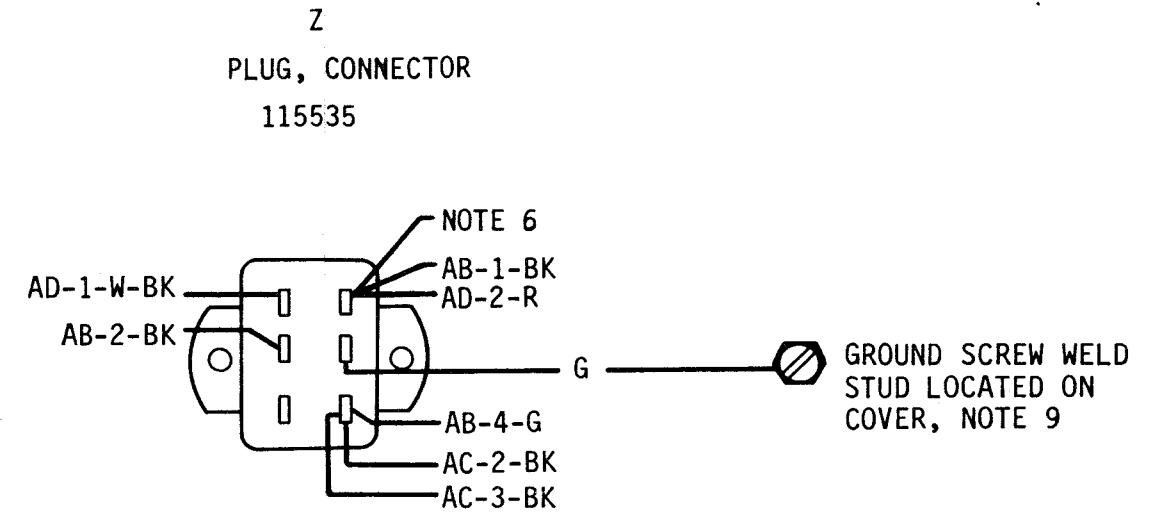 Z
PLUG, CONNECTOR
115535
NOTE 6
AB-1-BK
AD-1-W-BK
AD-2-R
AB-2-BK
G
GROUND SCREW WELD
STUD LOCATED ON
COVER, NOTE 9
AB-4-G
AC-2-BK
AC-3-BK